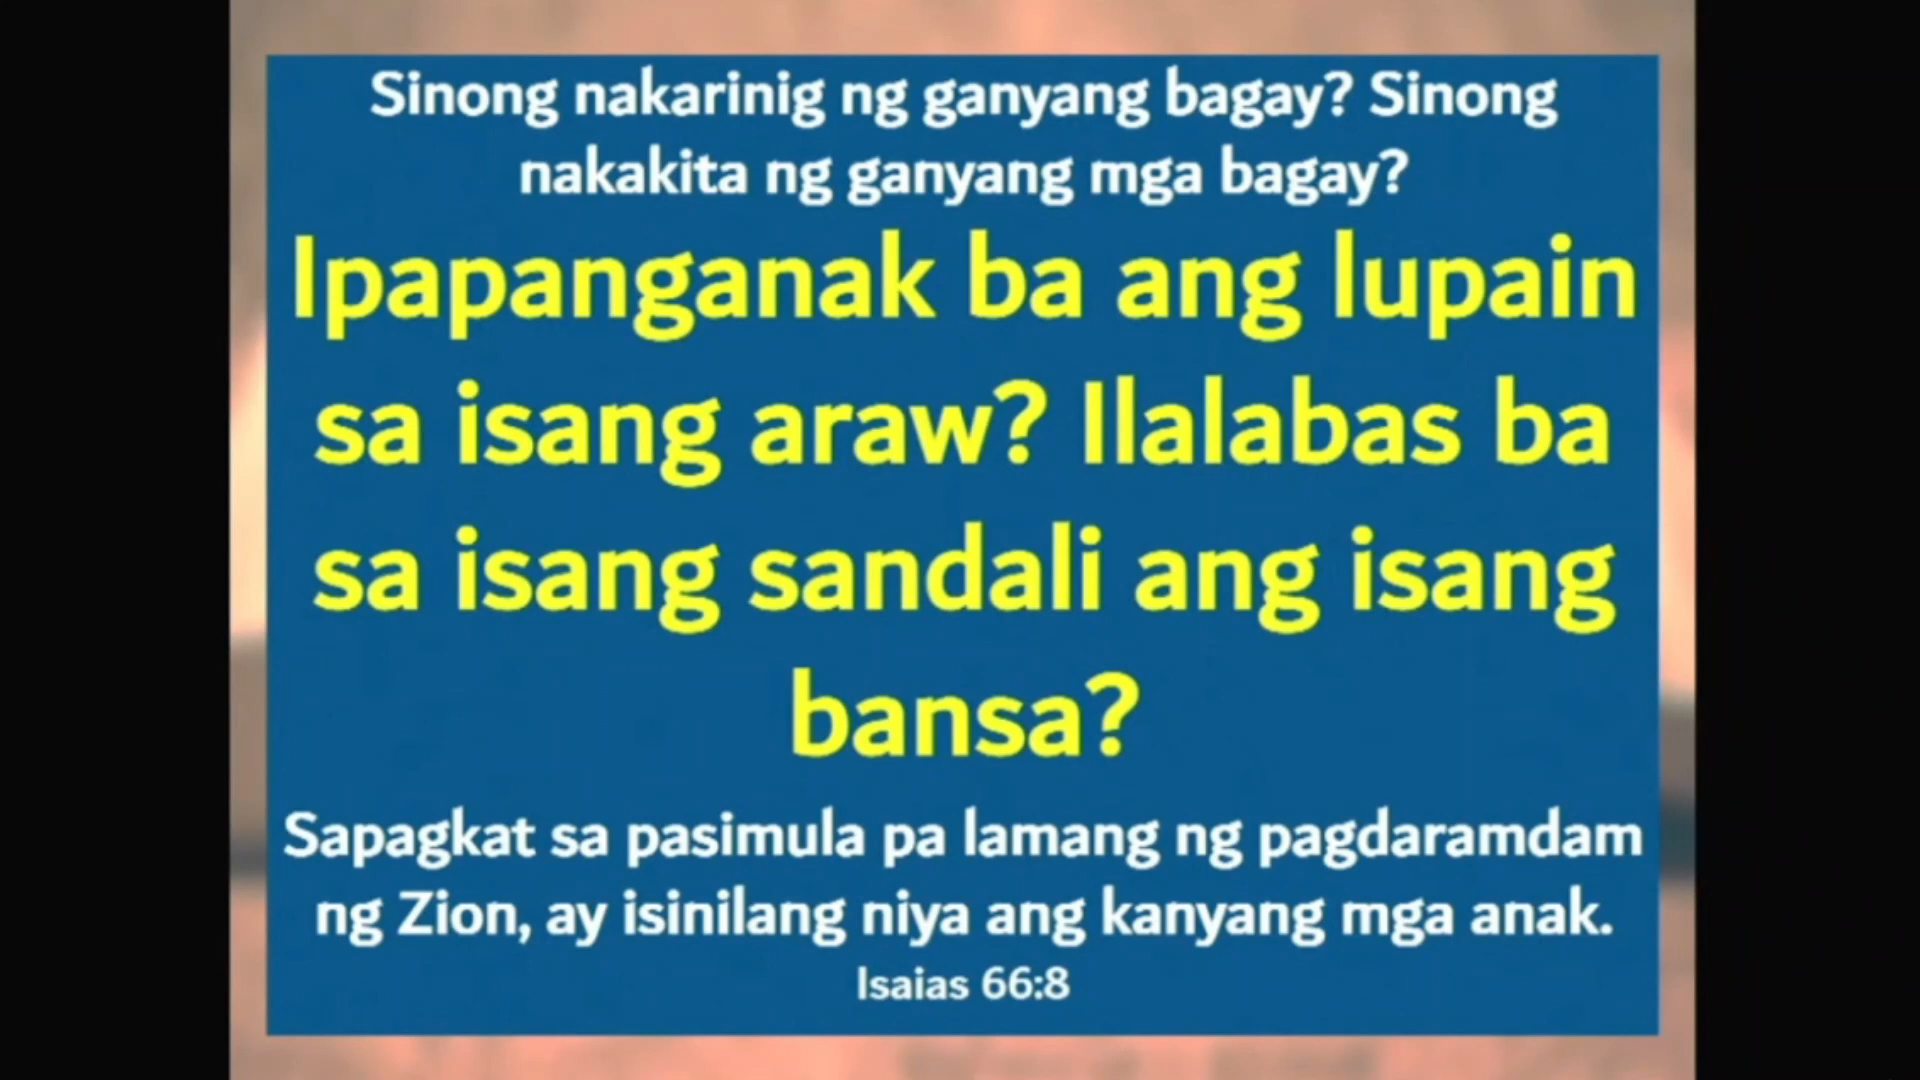 Sinong nakarinig ng ganyang bagay? Sinong
nakakita ng ganyang mga bagay?
Ipapanganak ba ang lupain
sa isang araw? Ilalabas ba
sa isang sandali ang isang
bansa?
Sapagkat sa pasimula pa lamang ng pagdaramdam
ng Zion, ay isinilang niya ang kanyang mga anak.
Isaias 66:8